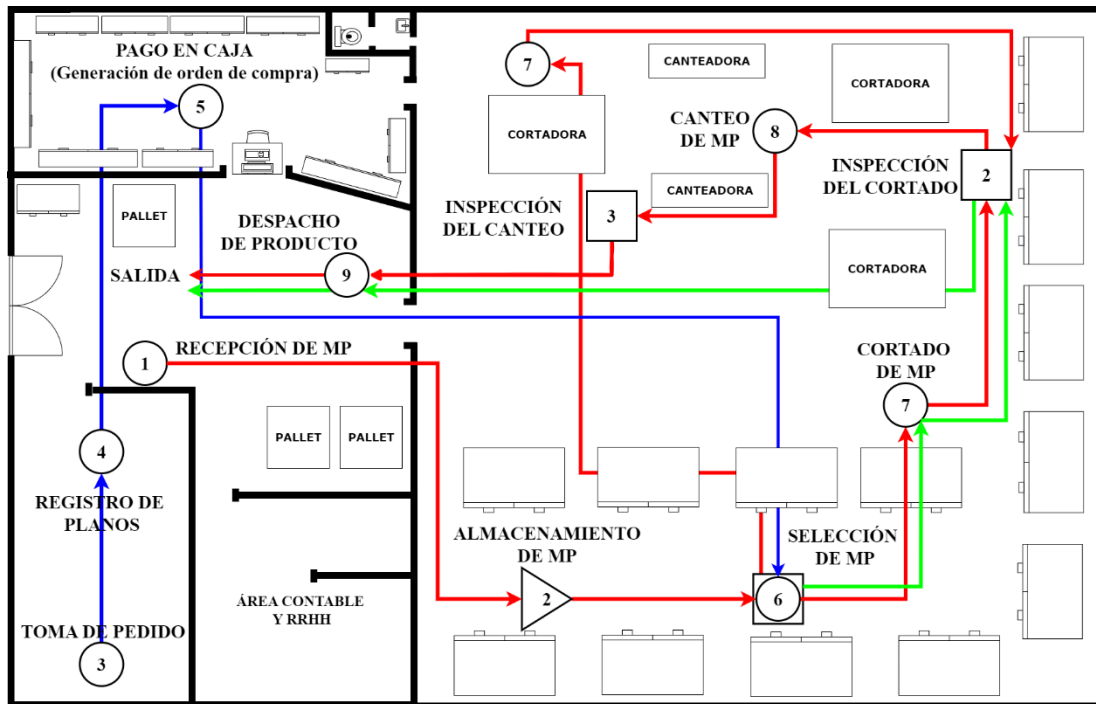 PAGO EN CAJA
(Generación de orden de compra)
5
7
CANTEADORA
CORTADORA
CORTADORA
CANTEO
DE MP
8
INSPECCIÓN
DEL CORTADO
2
CANTEADORA
INSPECCIÓN
DEL CANTEO
3
PALLET
DESPACHO
DE PRODUCTO
SALIDA
9
CORTADORA
RECEPCIÓN DE MP
1
CORTADO
DE MP
7
PALLET
PALLET
4
REGISTRO DE
PLANOS
ALMACENAMIENTO
DE MP
2
SELECCIÓN
DE MP
6
ÁREA CONTABLE
Y RRHH
TOMA DE PEDIDO
3